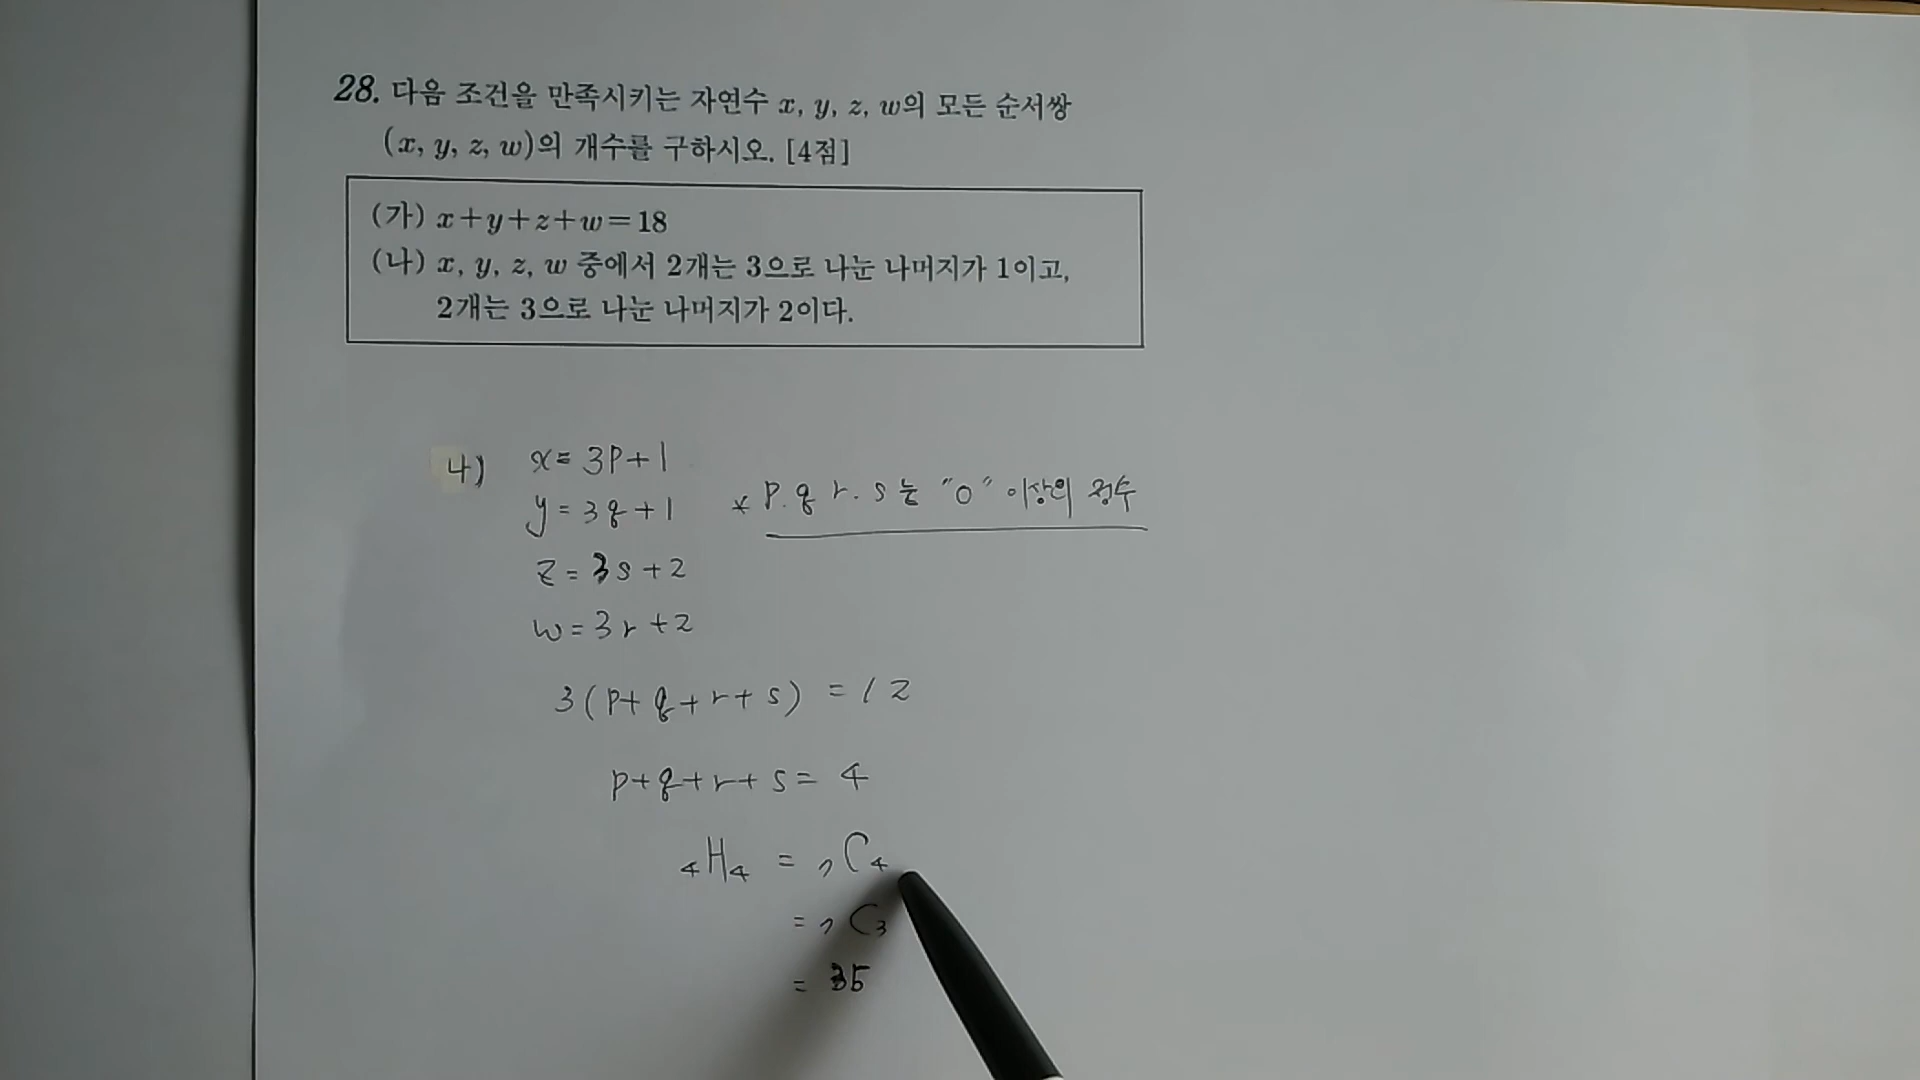 28. 다음 조건을 만족시키는 자연수 x, y, z, w의 모든 순서쌍
(x, y, z, w)의 개수를 구하시오. [4점]
(가) x+y+z+w=18
(나) x, y, z, w 중에서 2개는 3으로 나눈 나머지가 1이고,
2개는 3으로 나눈 나머지가 2이다.
4) x = 3p+1
y = 3q+1
* p. q r. s는 "0" 이상의 정수
z = 3s+2
w = 3r+2
3(p+q+r+s) = 12
p+q+r+s = 4
₄H₄ = ₇C₄
= ₇C₃
= 35